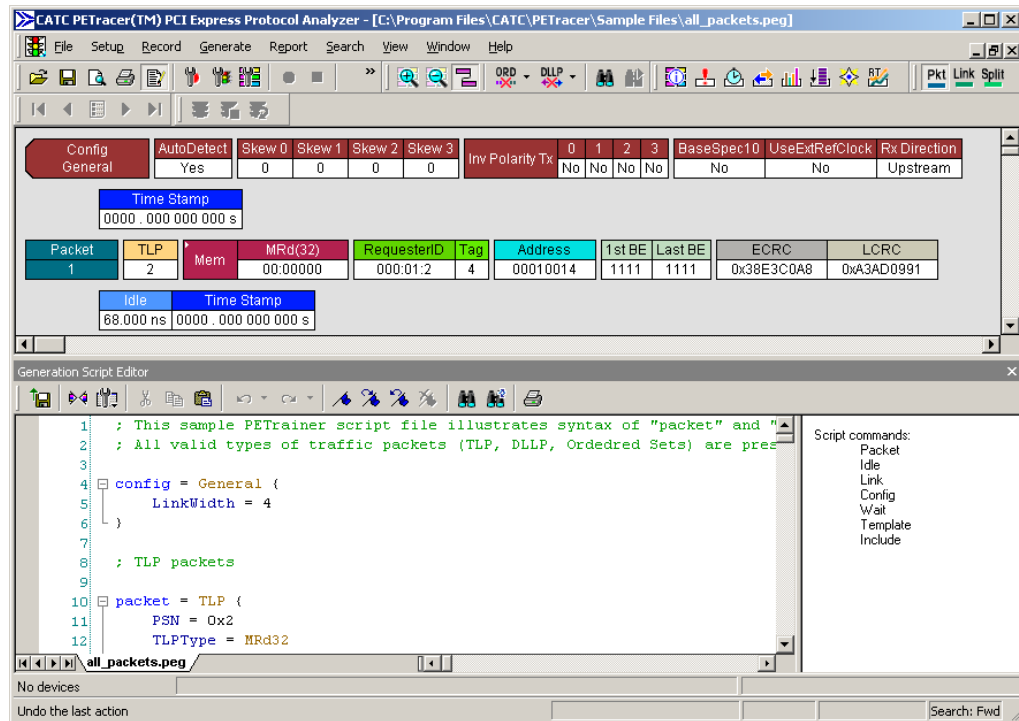 CATC PETracer(TM) PCI Express Protocol Analyzer - [C:\Program Files\CATC\PETracer\Sample Files\all_packets.peg]
File Setup Record Generate Report Search View Window Help
» ORD DLLP RT Pkt Link Split
Config General AutoDetect Skew 0 Skew 1 Skew 2 Skew 3 Inv Polarity Tx 0 1 2 3 BaseSpec10 UseExtRefClock Rx Direction
Yes 0 0 0 0 No No No No No No Upstream
Time Stamp
0000 . 000 000 000 s
Packet TLP Mem MRd(32) RequesterID Tag Address 1st BE Last BE ECRC LCRC
1 2 00:00000 000:01:2 4 00010014 1111 1111 0x38E3C0A8 0xA3AD0991
Idle Time Stamp
68.000 ns 0000 . 000 000 000 s
Generation Script Editor
1 ; This sample PETrainer script file illustrates syntax of "packet" and "
2 ; All valid types of traffic packets (TLP, DLLP, Ordedred Sets) are pres
3
4 config = General {
5 LinkWidth = 4
6 }
7
8 ; TLP packets
9
10 packet = TLP {
11 PSN = 0x2
12 TLPType = MRd32
Script commands:
Packet
Idle
Link
Config
Wait
Template
Include
all_packets.peg
No devices
Undo the last action
Search: Fwd